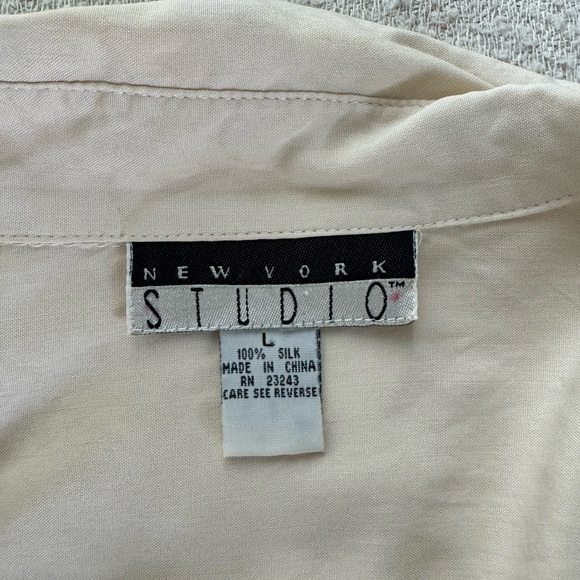 NEW YORK
STUDIO™
L
100% SILK
MADE IN CHINA
RN 23243
CARE SEE REVERSE